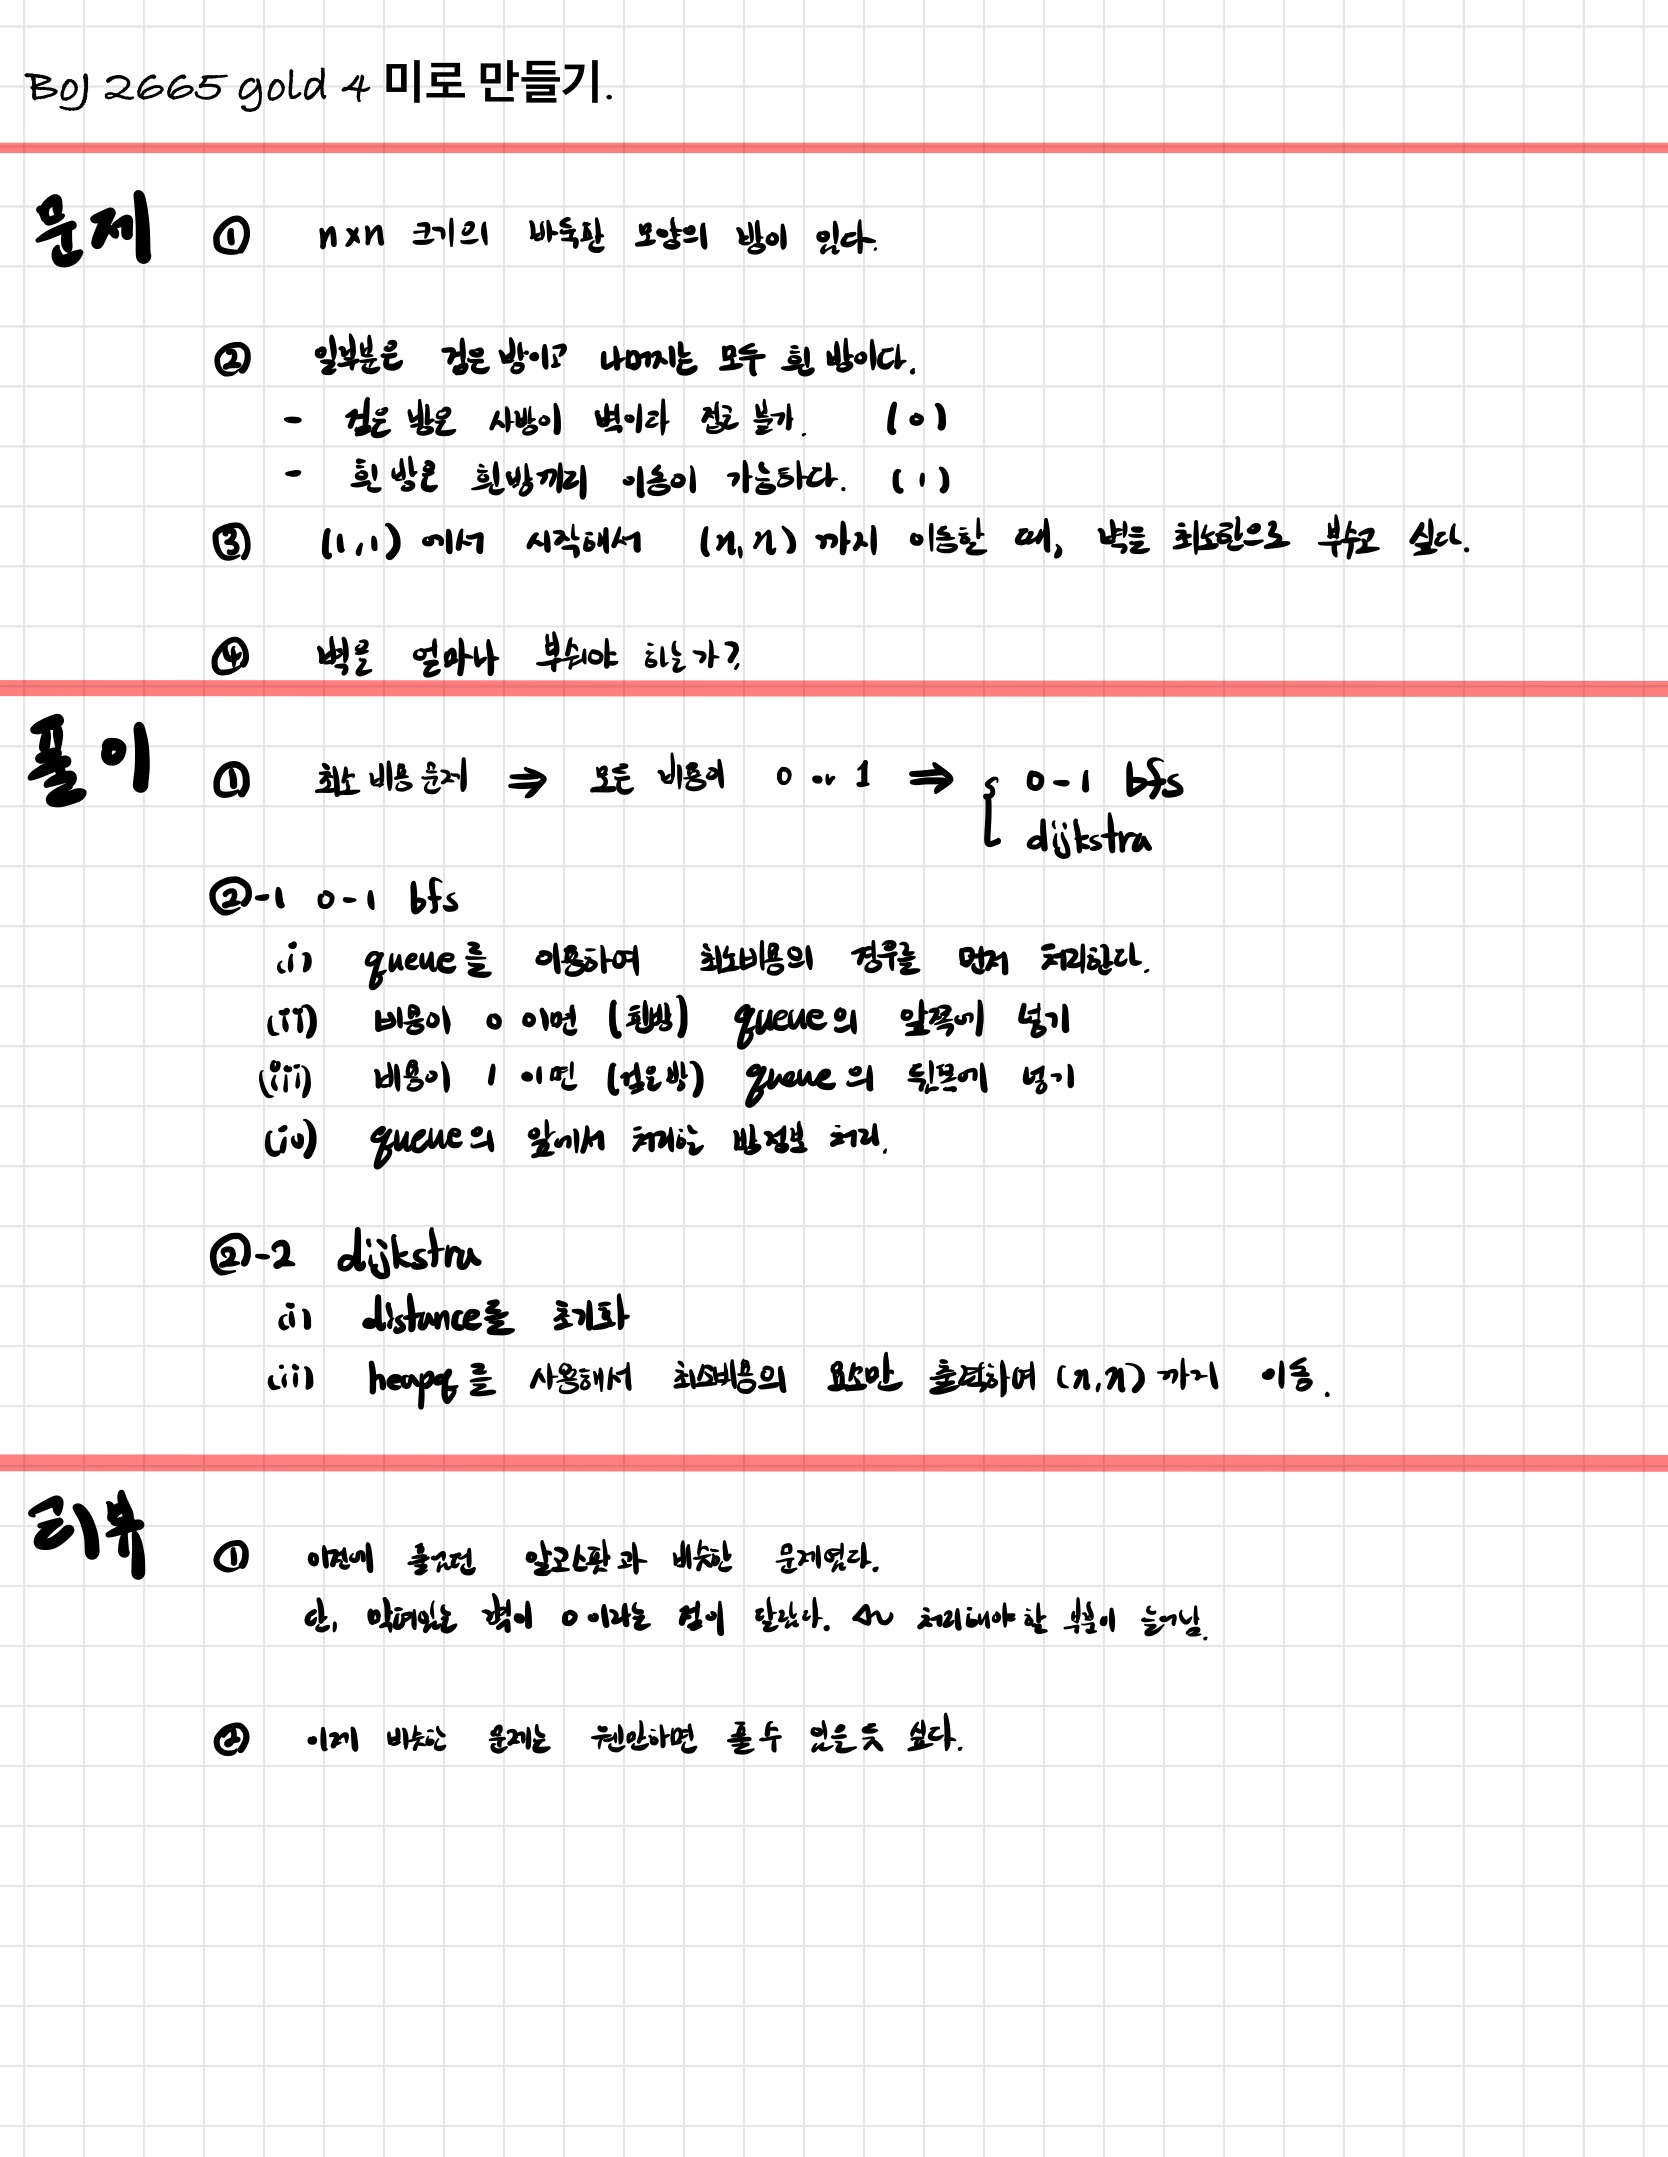 BOJ 2665 gold 4 미로 만들기.
문제
① n×n 크기의 바둑판 모양의 방이 있다.
② 일부분은 검은 방이고 나머지는 모두 흰 방이다.
- 검은 방은 사방이 벽이라 접근 불가. (0)
- 흰 방은 흰방끼리 이동이 가능하다. (1)
③ (1,1) 에서 시작해서 (n,n) 까지 이동할 때, 벽을 최소한으로 부수고 싶다.
④ 벽을 얼마나 부숴야 하는가?
풀이
① 최소 비용 문제 ⇒ 모든 비용이 0 or 1 ⇒ 0-1 bfs
dijkstra
②-1 0-1 bfs
(i) queue를 이용하여 최소비용의 경우를 먼저 처리한다.
(ii) 비용이 0 이면 (흰방) queue의 앞쪽에 넣기
(iii) 비용이 1 이면 (검은방) queue의 뒤쪽에 넣기
(iv) queue의 앞에서 처리할 방정보 처리.
②-2 dijkstra
(i) distance를 초기화
(ii) heapq를 사용해서 최소비용의 요소만 출력하여 (n,n) 까지 이동.
리뷰
① 이전에 풀었던 알고스팟과 비슷한 문제였다.
단, 막혀있는 벽이 0 이라는 점이 달랐다. 처리해야 할 부분이 늘어남.
② 이제 비슷한 문제는 웬만하면 풀 수 있을 듯 싶다.